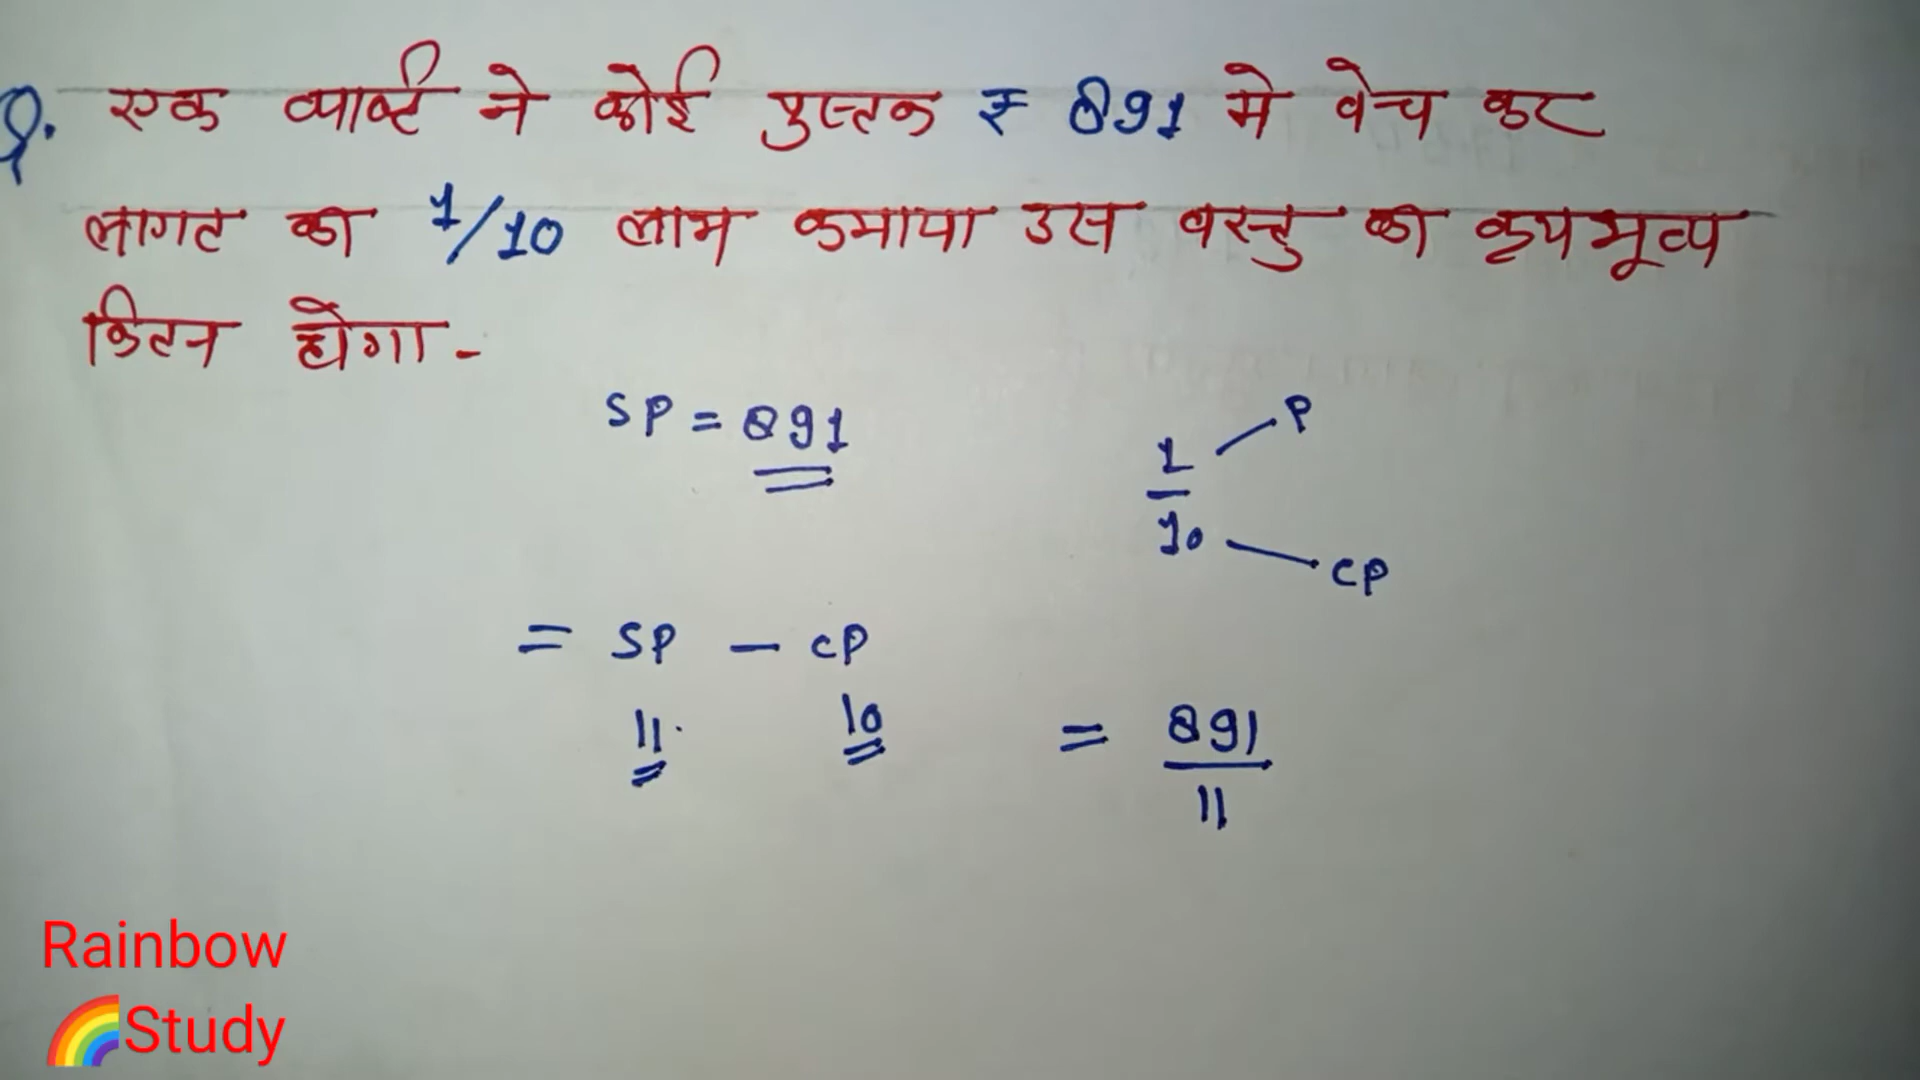 Q. एक व्यक्ति ने कोई पुस्तक ₹ 891 मे वेच कर
लागत का 1/10 लाभ कमाया उस वस्तु का क्रयमूल्य
कितन होगा -
SP = 891
1/10
P
CP
= SP - CP
11 10
= 891/11
Rainbow
🌈Study